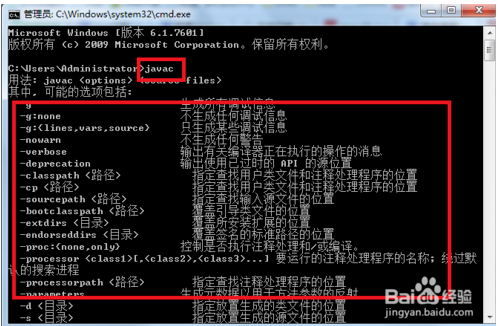 管理员: C:\Windows\system32\cmd.exe
Microsoft Windows [版本 6.1.7601]
版权所有 (c) 2009 Microsoft Corporation。保留所有权利。
C:\Users\Administrator>javac
用法: javac <options> <source files>
其中, 可能的选项包括:
-g 生成所有调试信息
-g:none 不生成任何调试信息
-g:{lines,vars,source} 只生成某些调试信息
-nowarn 不生成任何警告
-verbose 输出有关编译器正在执行的操作的消息
-deprecation 输出使用已过时的 API 的源位置
-classpath <路径> 指定查找用户类文件和注释处理程序的位置
-cp <路径> 指定查找用户类文件和注释处理程序的位置
-sourcepath <路径> 指定查找输入源文件的位置
-bootclasspath <路径> 覆盖引导类文件的位置
-extdirs <目录> 覆盖所安装扩展的位置
-endorseddirs <目录> 覆盖签名的标准路径的位置
-proc:{none,only} 控制是否执行注释处理和/或编译。
-processor <class1>[,<class2>,<class3>...] 要运行的注释处理程序的名称; 绕过默
认的搜索进程
-processorpath <路径> 指定查找注释处理程序的位置
-parameters 生成元数据以用于方法参数的反射
-d <目录> 指定放置生成的类文件的位置
-s <目录> 指定放置生成的源文件的位置
Baidu 经验
jingyan.baidu.com